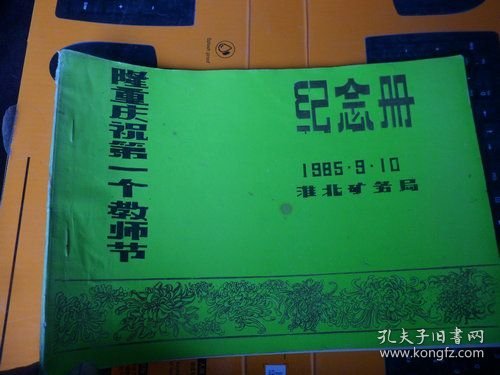 隆重庆祝第一个教师节
纪念册
1985·9·10
淮北矿务局
孔夫子旧书网
www.kongfz.com